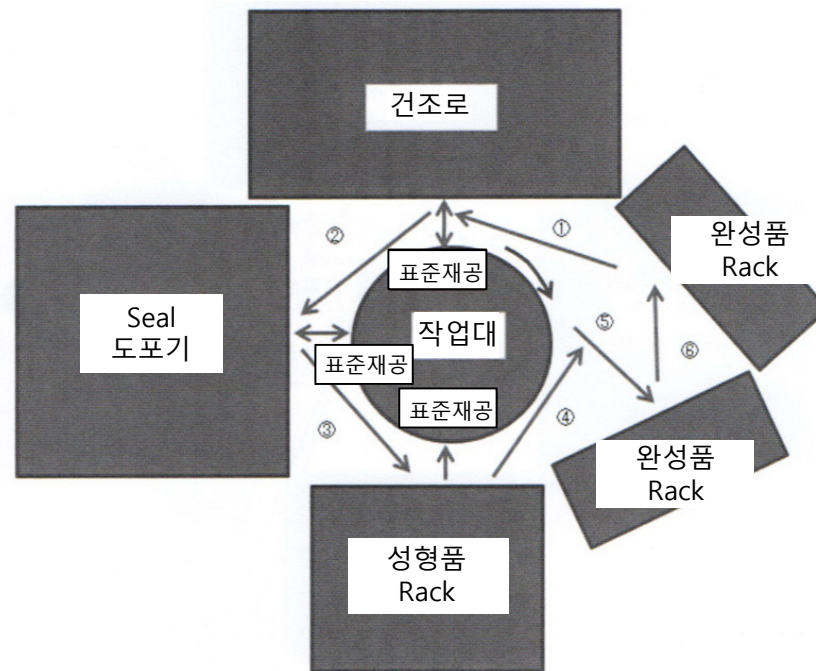 건조로
②
①
완성품
Rack
표준재공
Seal
도포기
작업대
⑤
⑥
표준재공
표준재공
③
④
완성품
Rack
성형품
Rack